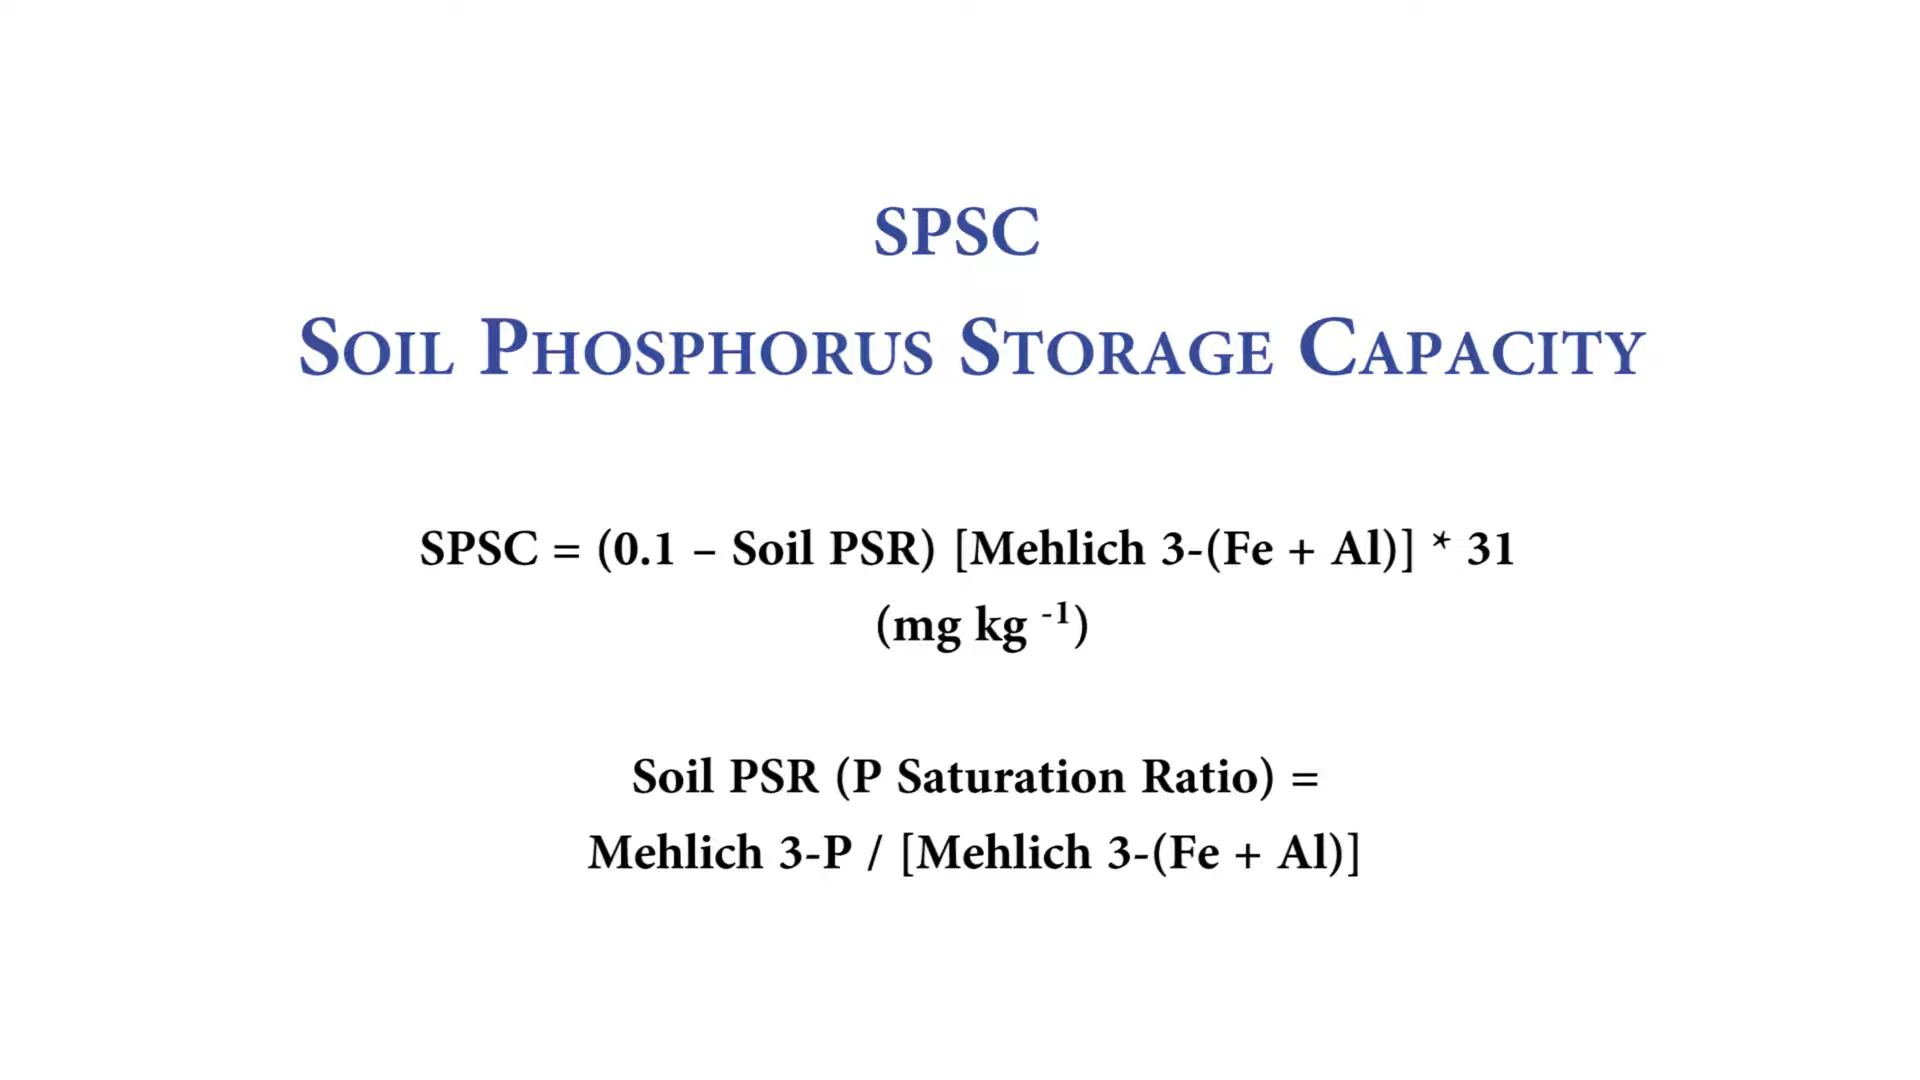 SPSC
SOIL PHOSPHORUS STORAGE CAPACITY
SPSC = (0.1 – Soil PSR) [Mehlich 3-(Fe + Al)] * 31
(mg kg -1)
Soil PSR (P Saturation Ratio) =
Mehlich 3-P / [Mehlich 3-(Fe + Al)]